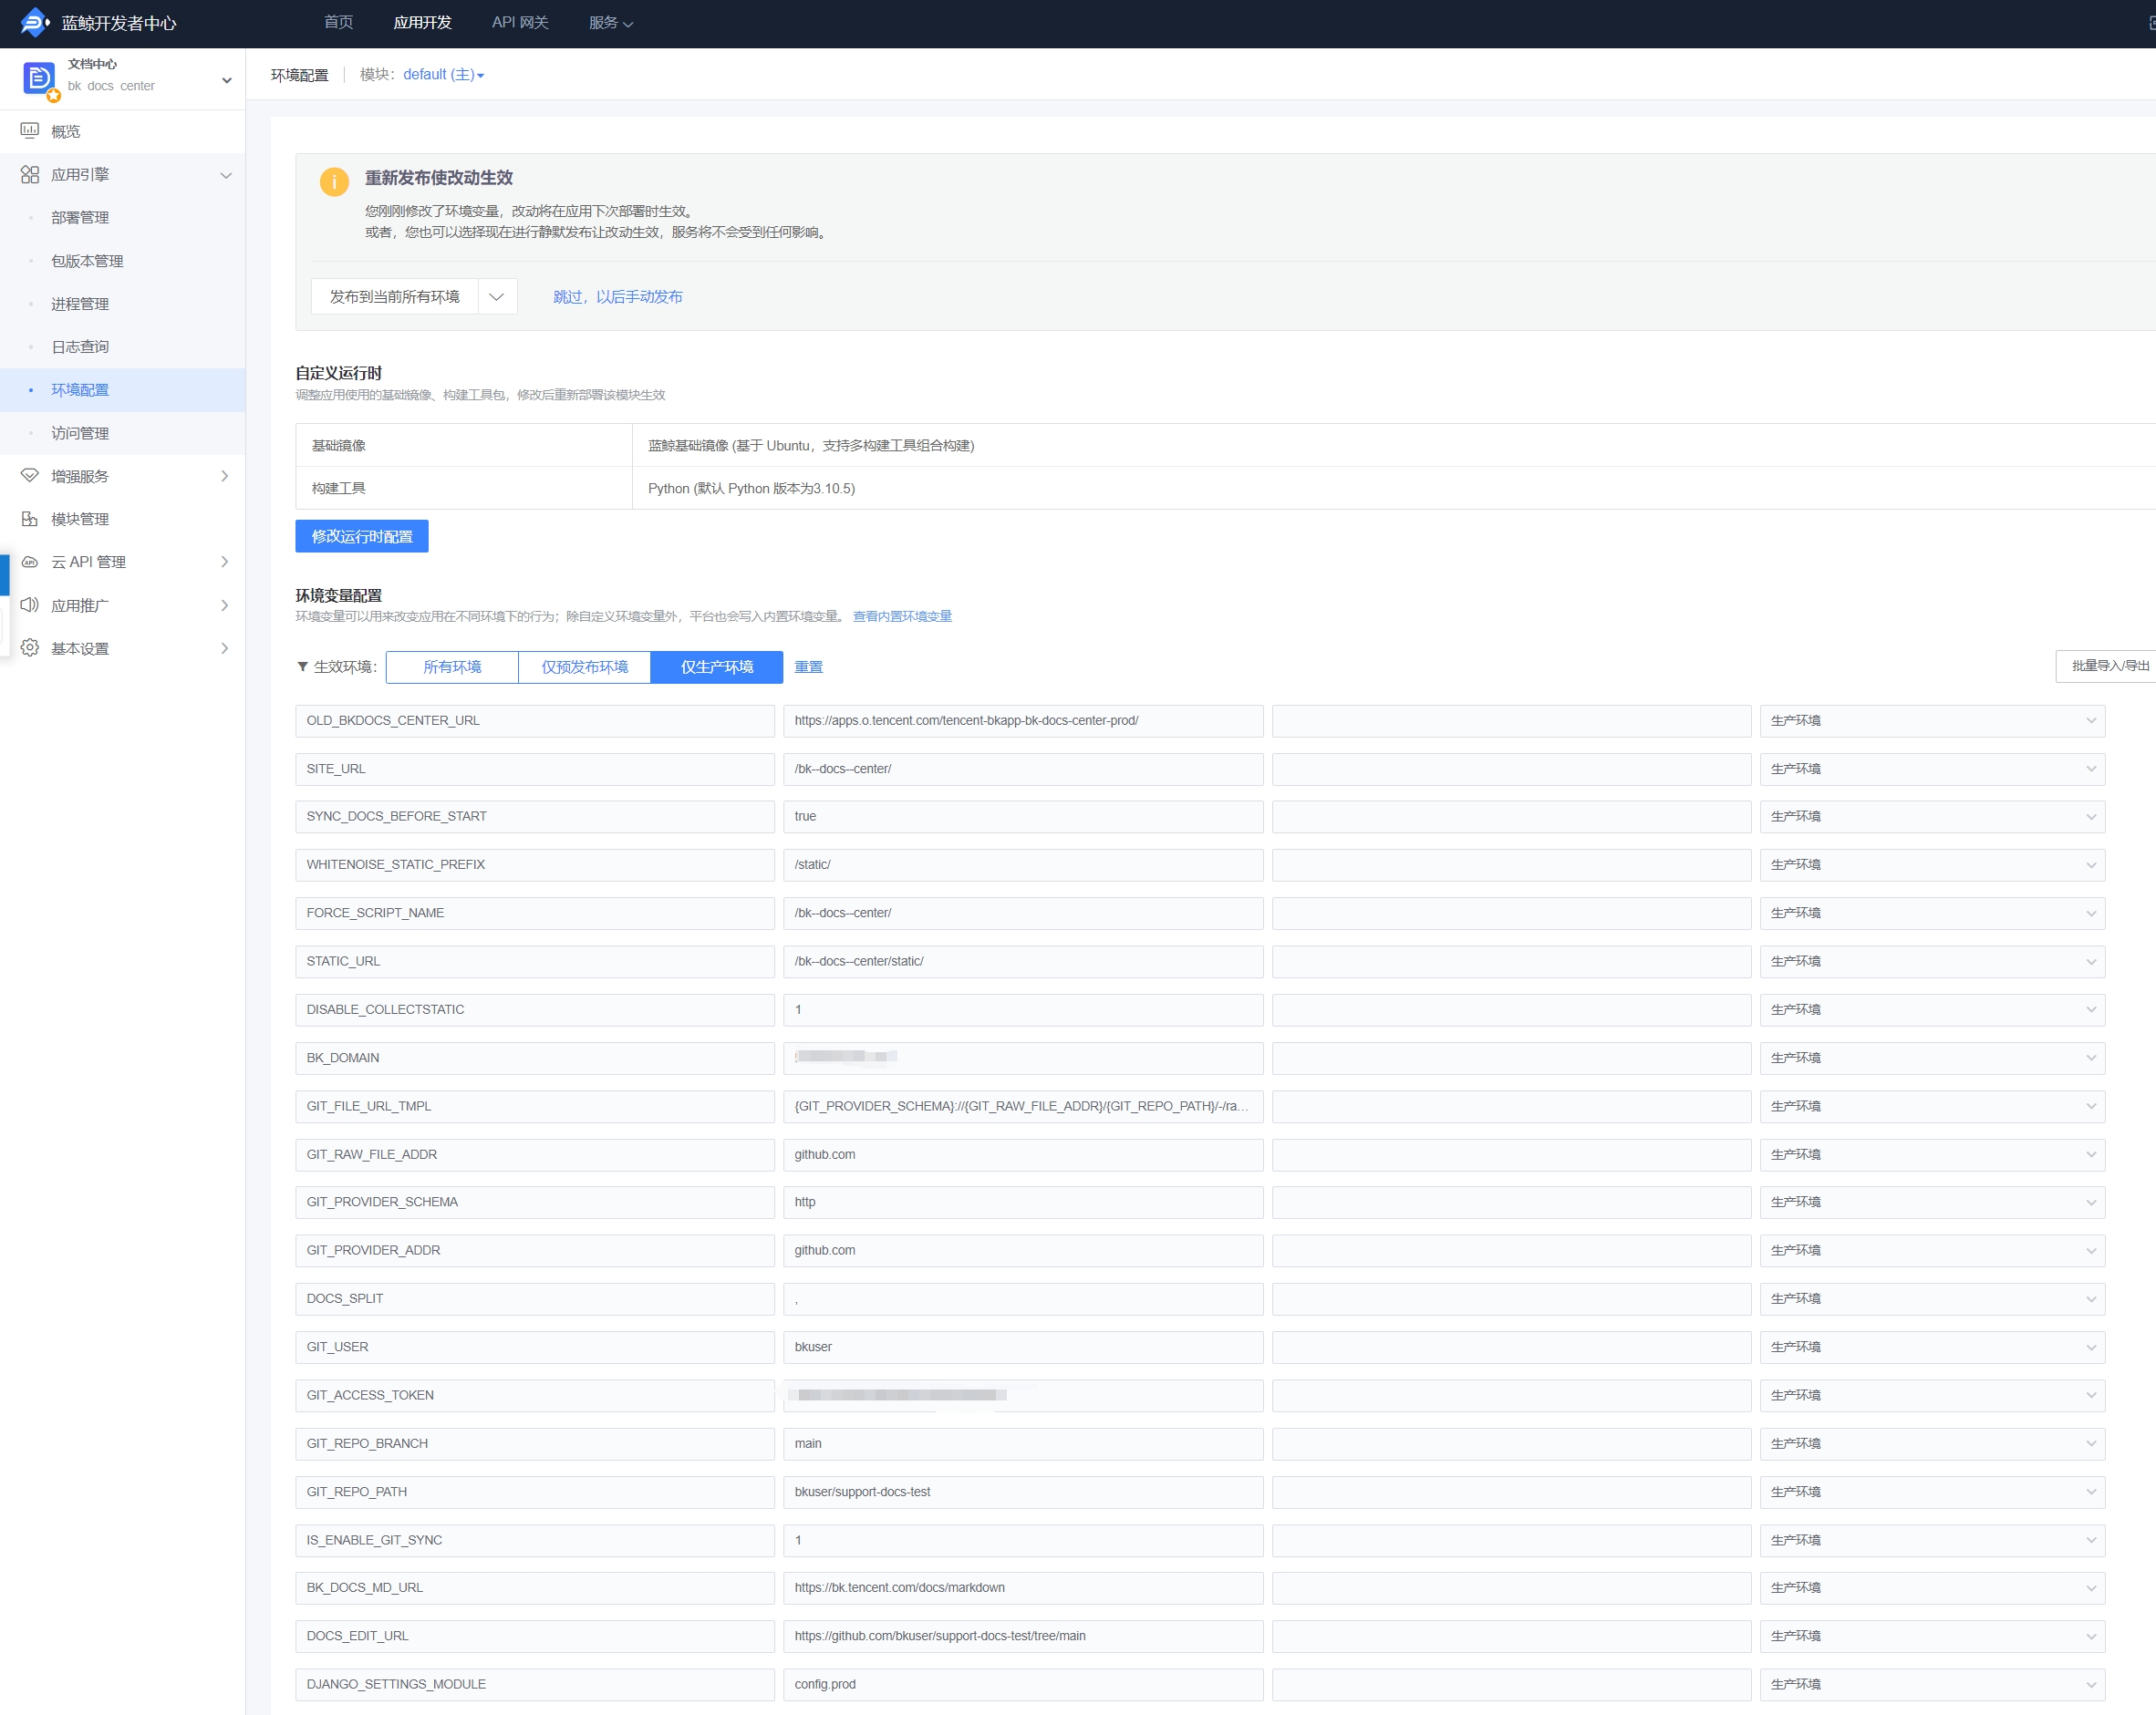 蓝鲸开发者中心
首页
应用开发
API 网关
服务
文档中心
bk_docs_center
环境配置
模块：
default (主)
概览
应用引擎
部署管理
包版本管理
进程管理
日志查询
环境配置
访问管理
增强服务
模块管理
云 API 管理
应用推广
基本设置
重新发布使改动生效
您刚刚修改了环境变量，改动将在应用下次部署时生效。
或者，您也可以选择现在进行静默发布让改动生效，服务将不会受到任何影响。
发布到当前所有环境
跳过，以后手动发布
自定义运行时
调整应用使用的基础镜像、构建工具包，修改后重新部署该模块生效
基础镜像
蓝鲸基础镜像 (基于 Ubuntu，支持多构建工具组合构建)
构建工具
Python (默认 Python 版本为3.10.5)
修改运行时配置
环境变量配置
环境变量可以用来改变应用在不同环境下的行为；除自定义环境变量外，平台也会写入内置环境变量。 查看内置环境变量
生效环境：
所有环境
仅预发布环境
仅生产环境
重置
批量导入/导出
OLD_BKDOCS_CENTER_URL
https://apps.o.tencent.com/tencent-bkapp-bk-docs-center-prod/
生产环境
SITE_URL
/bk--docs--center/
生产环境
SYNC_DOCS_BEFORE_START
true
生产环境
WHITENOISE_STATIC_PREFIX
/static/
生产环境
FORCE_SCRIPT_NAME
/bk--docs--center/
生产环境
STATIC_URL
/bk--docs--center/static/
生产环境
DISABLE_COLLECTSTATIC
1
生产环境
BK_DOMAIN
生产环境
GIT_FILE_URL_TMPL
{GIT_PROVIDER_SCHEMA}://{GIT_RAW_FILE_ADDR}/{GIT_REPO_PATH}/-/ra...
生产环境
GIT_RAW_FILE_ADDR
github.com
生产环境
GIT_PROVIDER_SCHEMA
http
生产环境
GIT_PROVIDER_ADDR
github.com
生产环境
DOCS_SPLIT
,
生产环境
GIT_USER
bkuser
生产环境
GIT_ACCESS_TOKEN
生产环境
GIT_REPO_BRANCH
main
生产环境
GIT_REPO_PATH
bkuser/support-docs-test
生产环境
IS_ENABLE_GIT_SYNC
1
生产环境
BK_DOCS_MD_URL
https://bk.tencent.com/docs/markdown
生产环境
DOCS_EDIT_URL
https://github.com/bkuser/support-docs-test/tree/main
生产环境
DJANGO_SETTINGS_MODULE
config.prod
生产环境